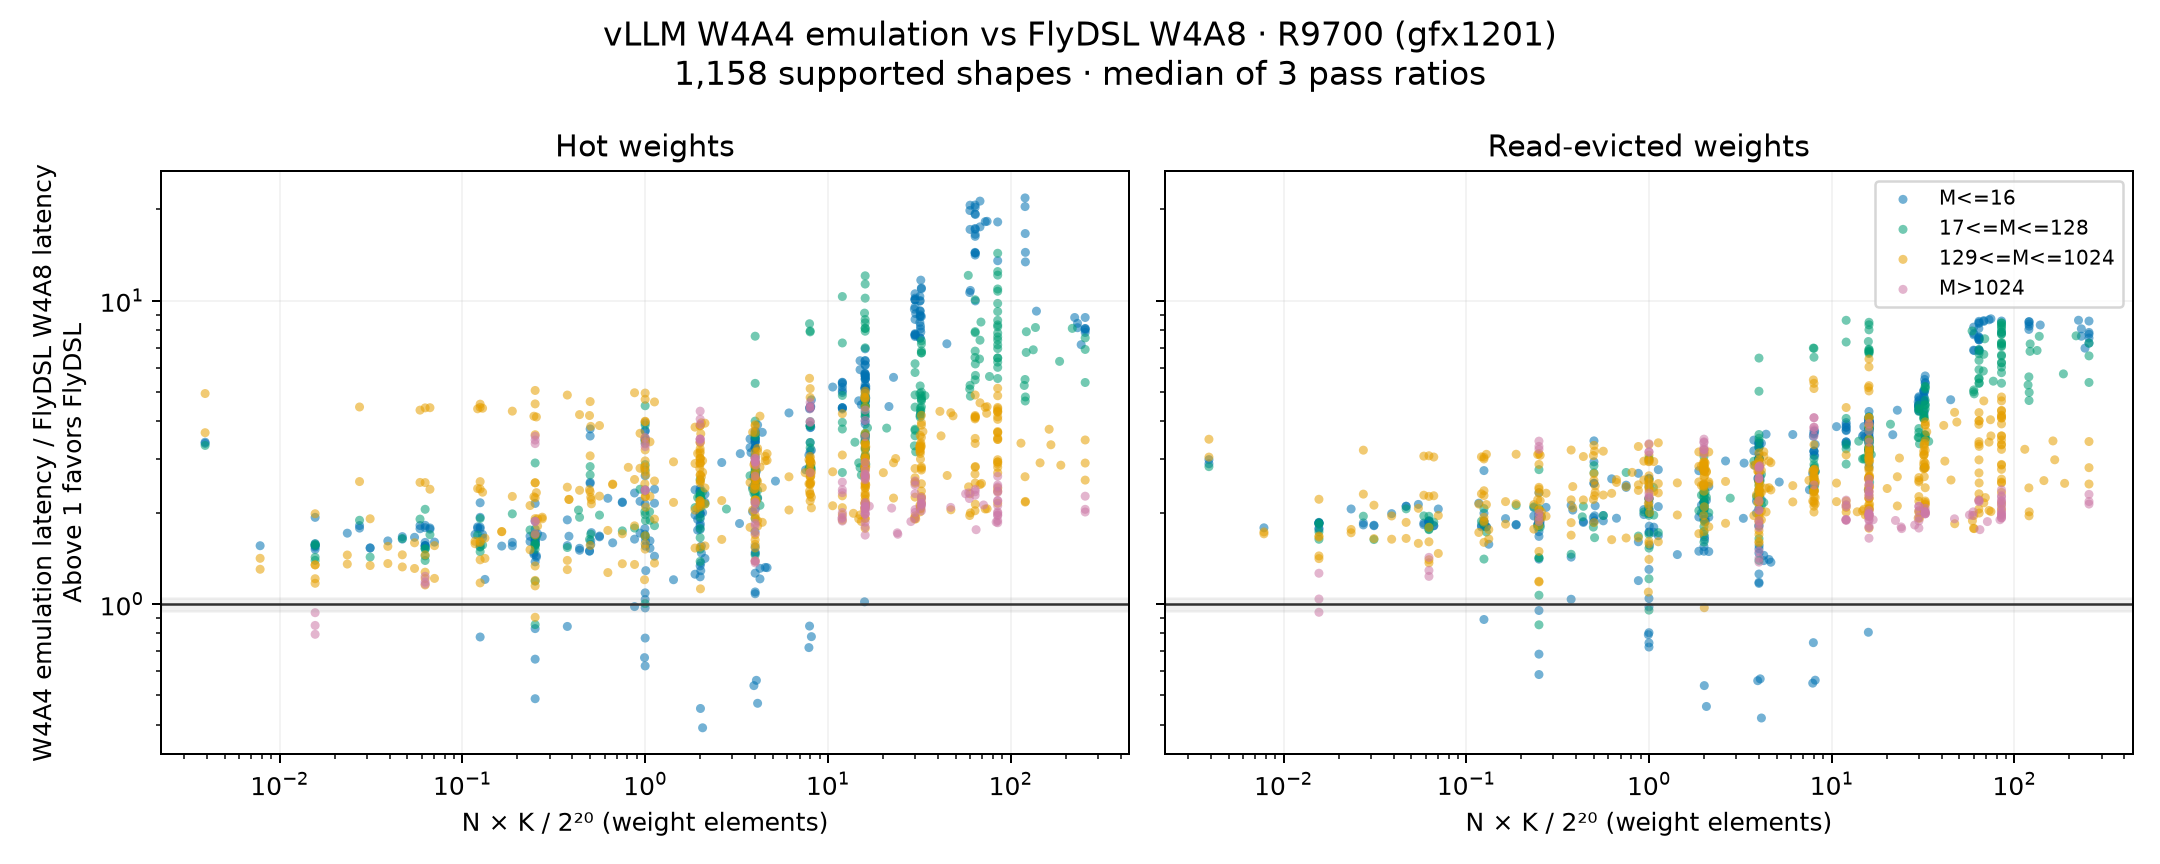 vLLM W4A4 emulation vs FlyDSL W4A8 · R9700 (gfx1201)
1,158 supported shapes · median of 3 pass ratios
Hot weights
Read-evicted weights
W4A4 emulation latency / FlyDSL W4A8 latency
Above 1 favors FlyDSL
10¹
10⁰
M<=16
17<=M<=128
129<=M<=1024
M>1024
10⁻²
10⁻¹
10⁰
10¹
10²
10⁻²
10⁻¹
10⁰
10¹
10²
N × K / 2²⁰ (weight elements)
N × K / 2²⁰ (weight elements)